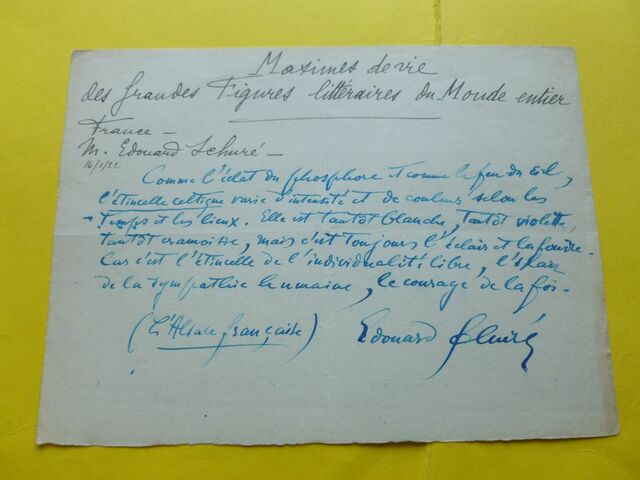 Maximes de vie
des Grandes Figures littéraires du Monde entier
France —
M. Edouard Schuré —
16/1/22
Comme l'éclat du phosphore et comme le feu du ciel,
l'étincelle celtique varie d'intensité et de couleurs selon les
temps et les lieux. Elle est tantôt blanche, tantôt violette,
tantôt cramoisie, mais c'est toujours l'éclair et la foudre.
Car c'est l'étincelle de l'individualité libre, l'éclair
de la sympathie humaine, le courage de la foi.
(L'Alsace française)
Edouard Schuré